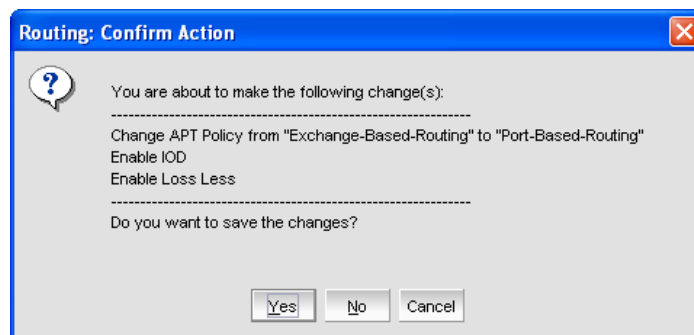 Routing: Confirm Action
You are about to make the following change(s):
------------------------------------------------------------
Change APT Policy from "Exchange-Based-Routing" to "Port-Based-Routing"
Enable IOD
Enable Loss Less
------------------------------------------------------------
Do you want to save the changes?
Yes No Cancel